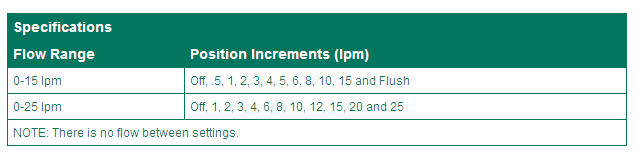 Specifications
Flow Range Position Increments (lpm)
0-15 lpm Off, .5, 1, 2, 3, 4, 5, 6, 8, 10, 15 and Flush
0-25 lpm Off, 1, 2, 3, 4, 6, 8, 10, 12, 15, 20 and 25
NOTE: There is no flow between settings.